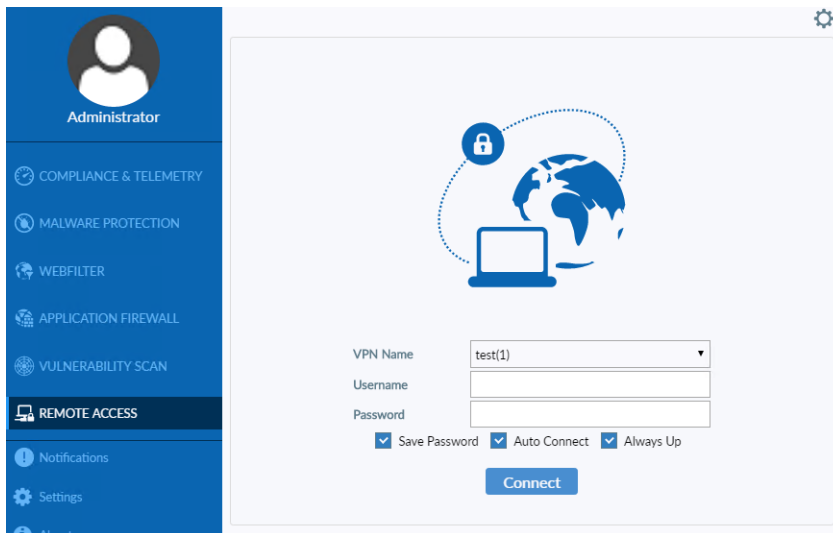 Administrator
COMPLIANCE & TELEMETRY
MALWARE PROTECTION
WEBFILTER
APPLICATION FIREWALL
VULNERABILITY SCAN
REMOTE ACCESS
Notifications
Settings
VPN Name test(1)
Username
Password
Save Password Auto Connect Always Up
Connect